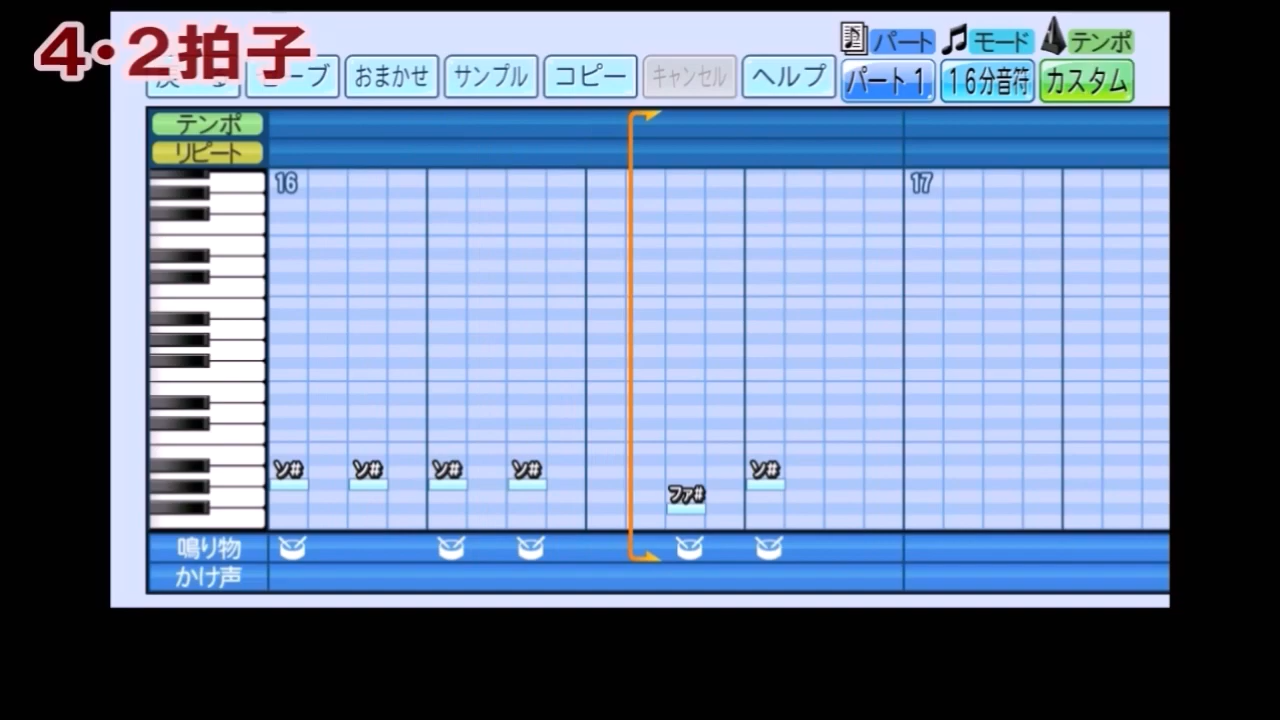 4・2拍子
パート
モード
テンポ
おまかせ
サンプル
コピー
キャンセル
ヘルプ
パート1
16分音符
カスタム
テンポ
リピート
16
17
ソ#
ソ#
ソ#
ソ#
ファ#
ソ#
鳴り物
かけ声